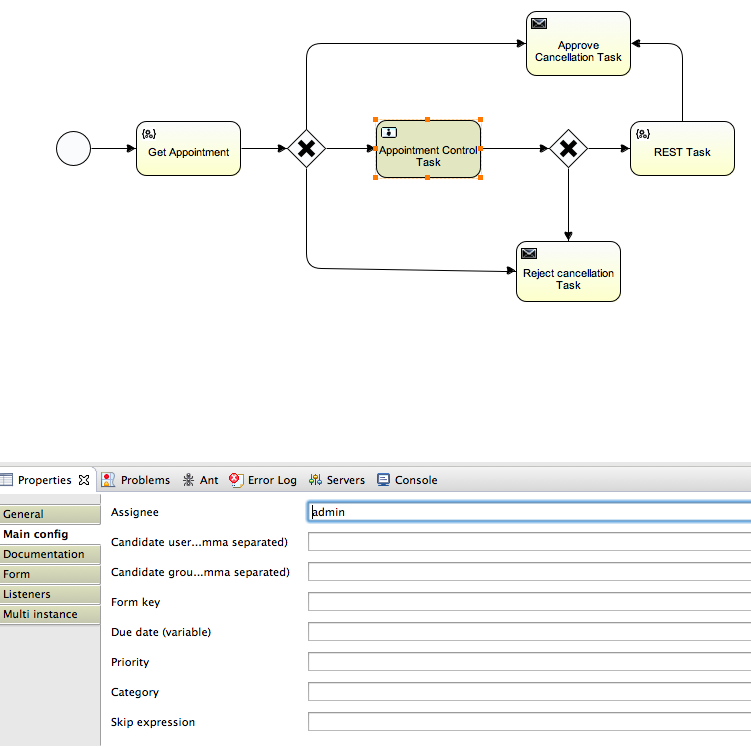 Approve
Cancellation Task
Get Appointment
Appointment Control
Task
REST Task
Reject cancellation
Task
Properties Problems Ant Error Log Servers Console
General
Main config
Documentation
Form
Listeners
Multi instance
Assignee admin
Candidate user...mma separated)
Candidate grou...mma separated)
Form key
Due date (variable)
Priority
Category
Skip expression